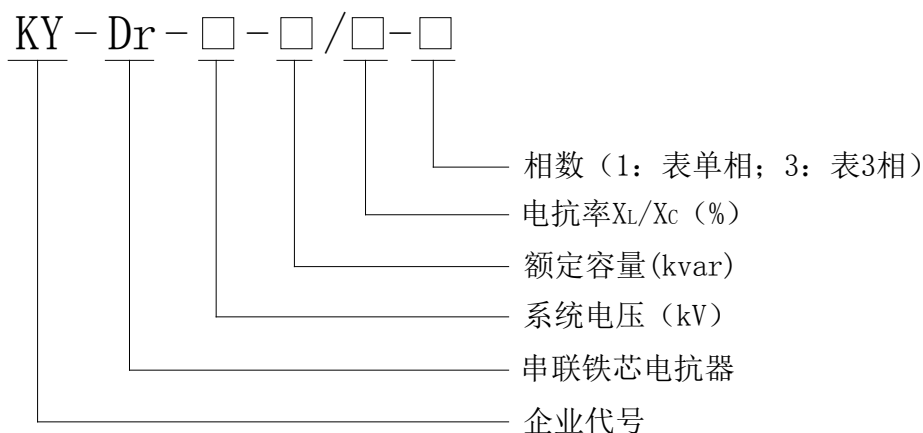 KY-Dr-□-□/□-□
相数（1：表单相；3：表3相）
电抗率XL/XC（%）
额定容量(kvar)
系统电压（kV）
串联铁芯电抗器
企业代号